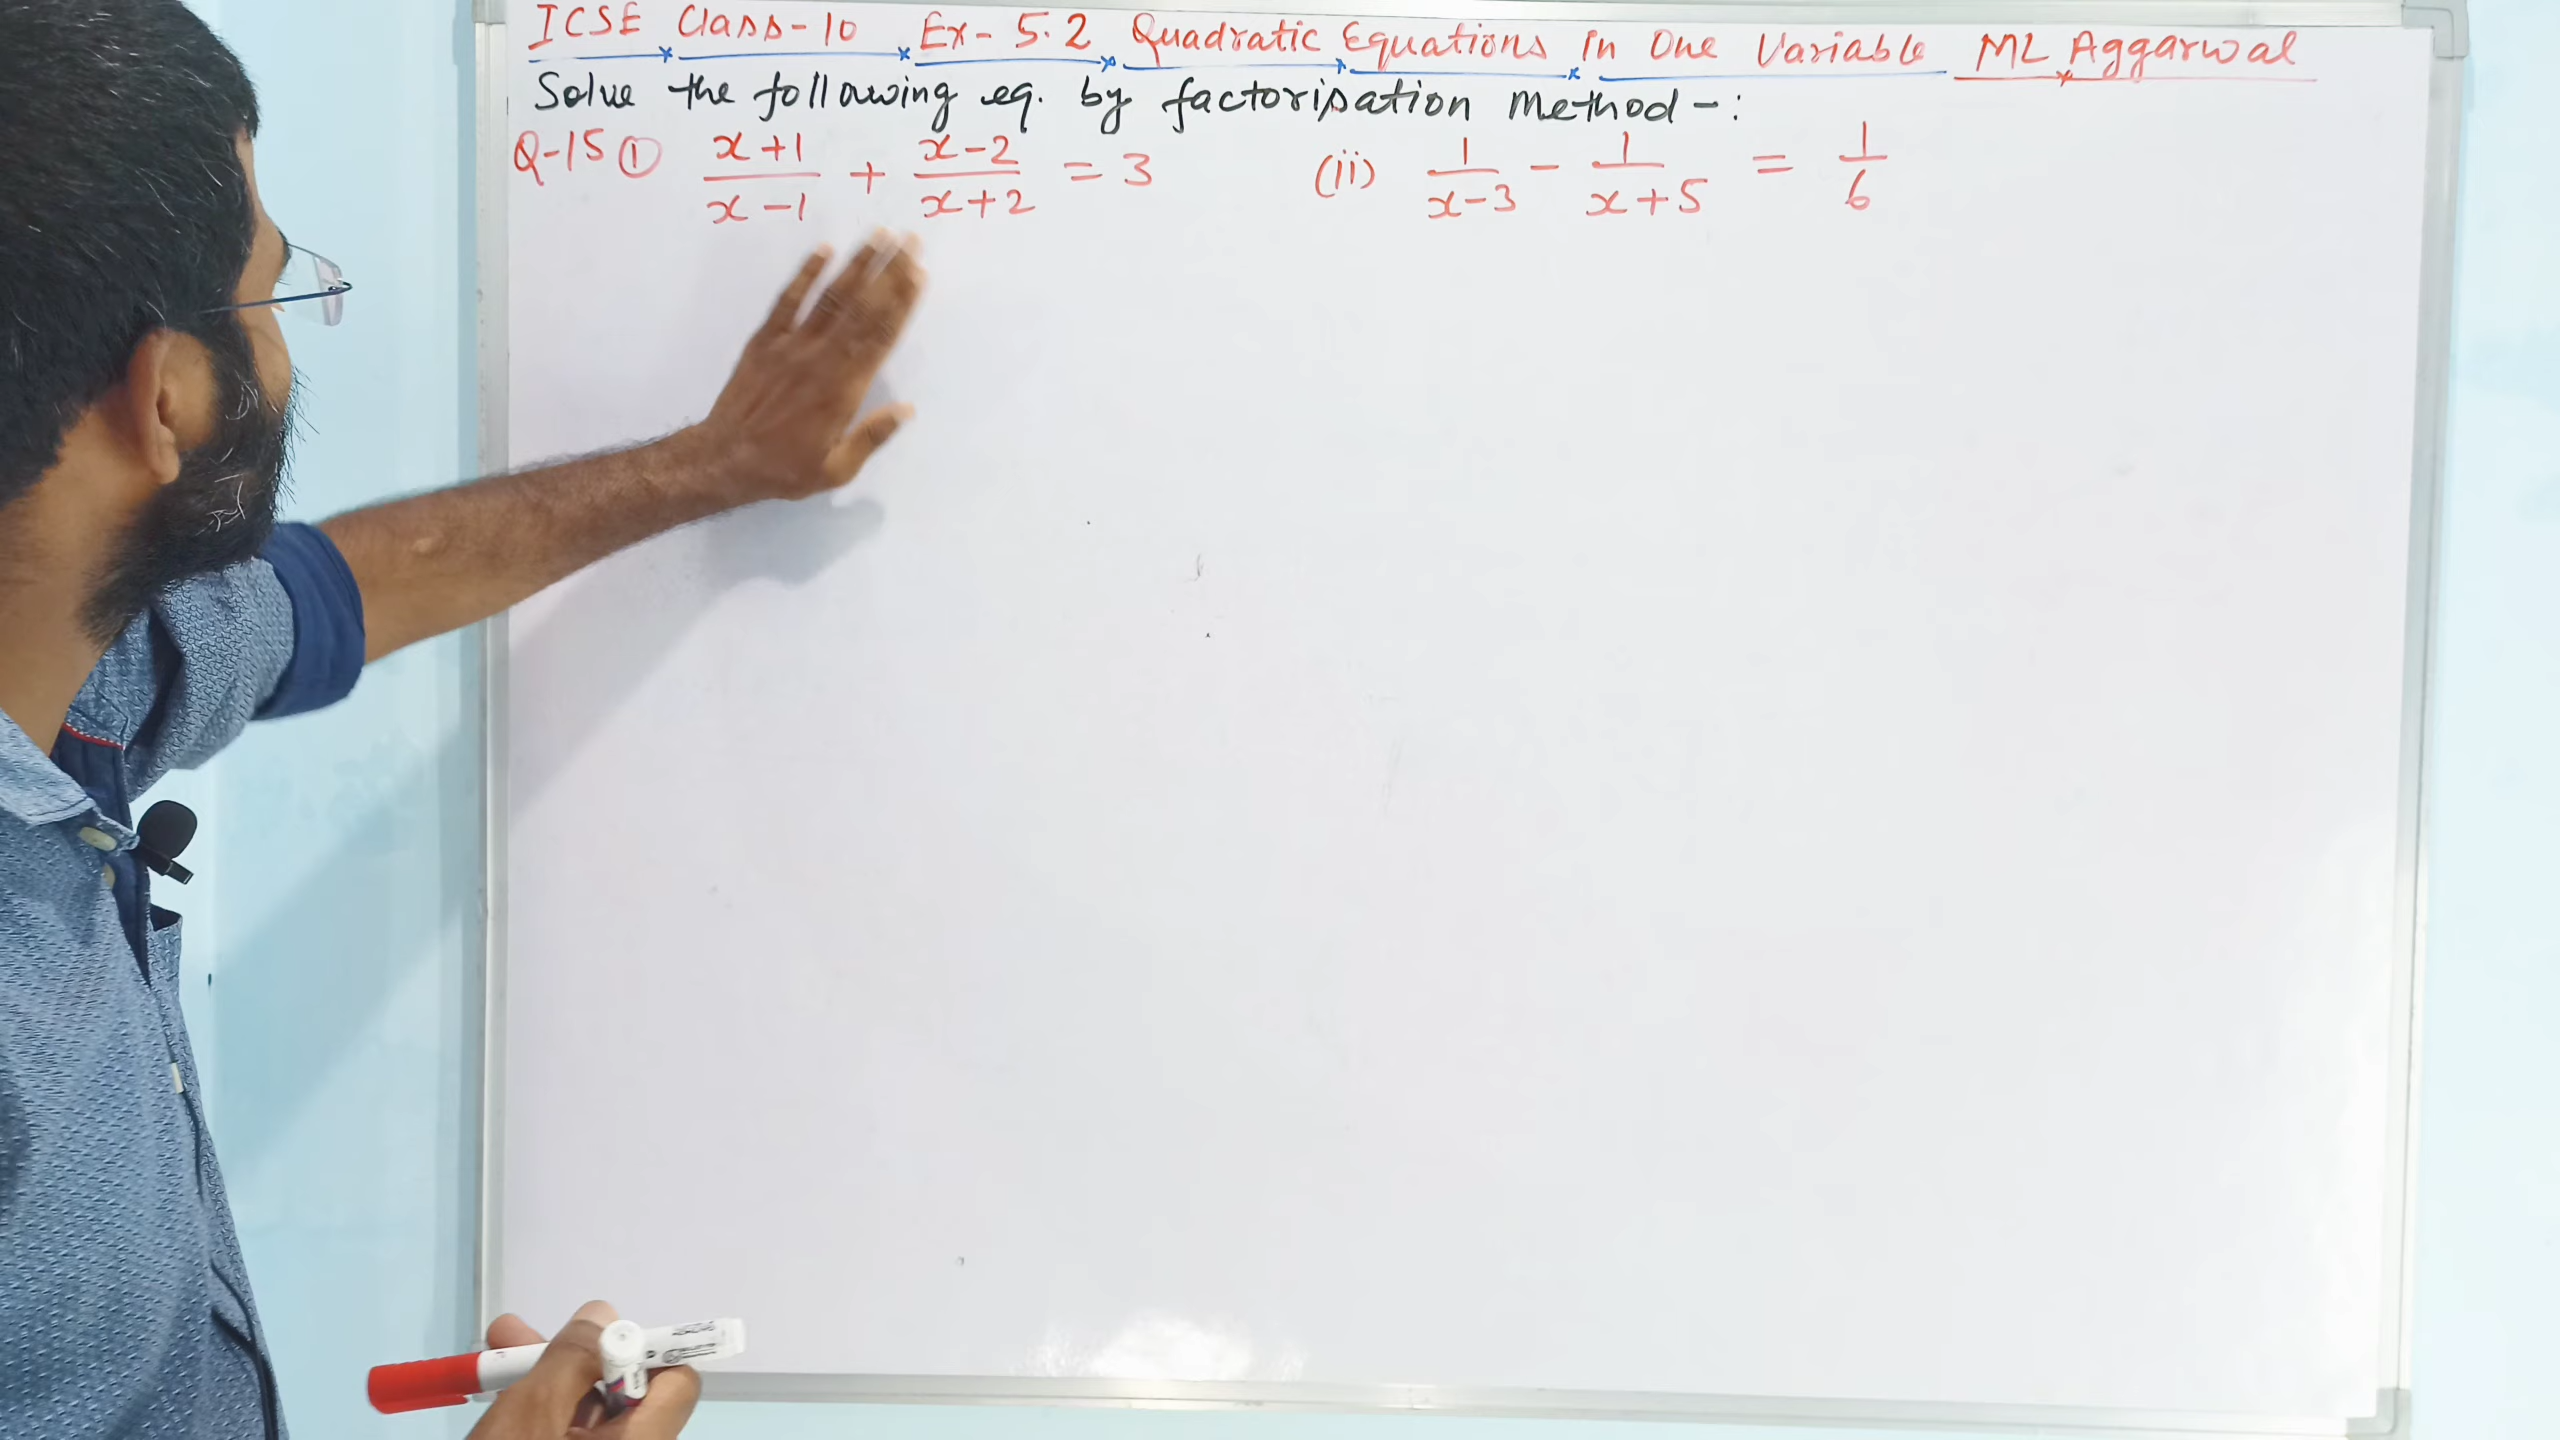 ICSE Class-10 Ex-5.2 Quadratic Equations in One Variable ML Aggarwal
Solve the following eq. by factorisation method-:
Q-15 ① (x+1)/(x-1) + (x-2)/(x+2) = 3 (ii) 1/(x-3) - 1/(x+5) = 1/6